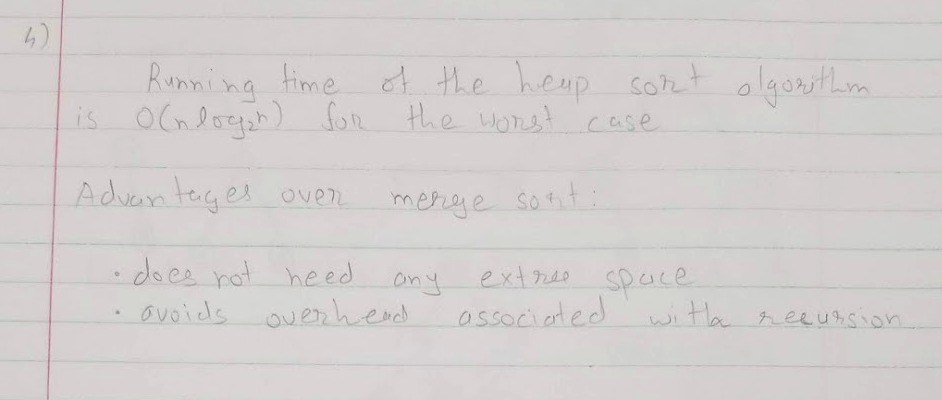 4)
Running time of the heap sort algorithm
is O(n log₂n) for the worst case
Advantages over merge sort:
• does not need any extra space
• avoids overhead associated with recursion